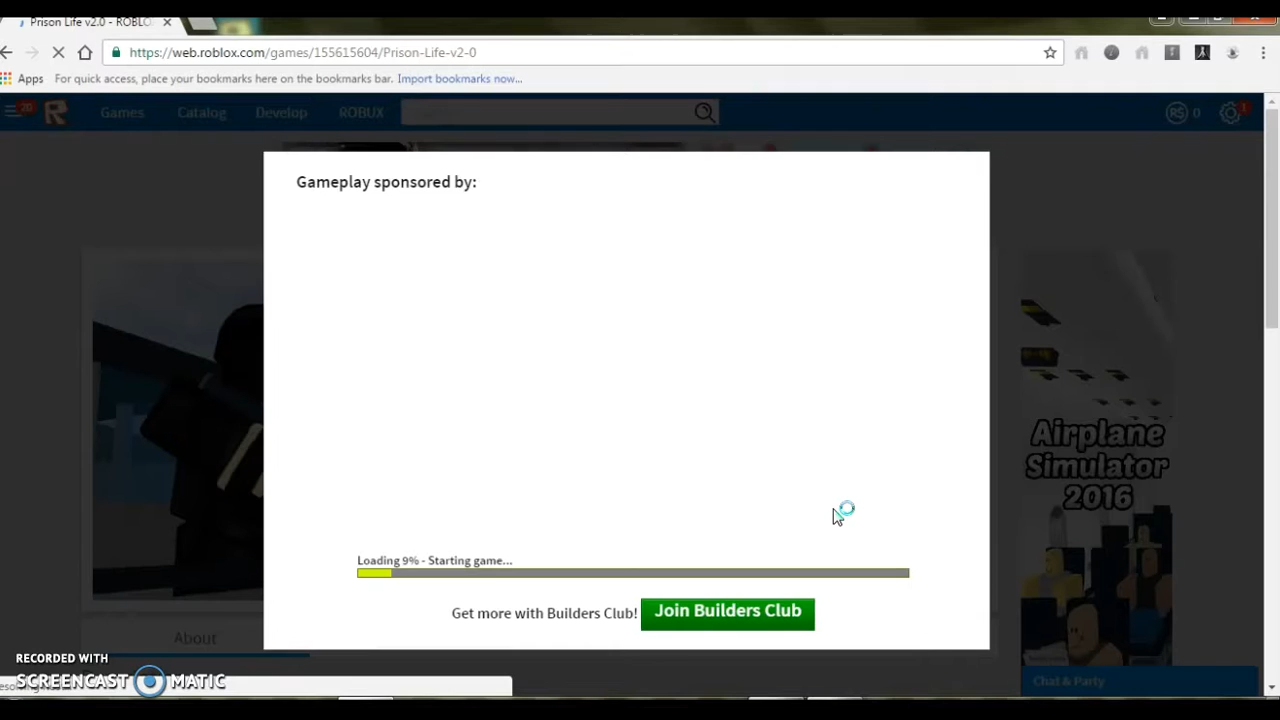 Prison Life v2.0 - ROBLO
https://web.roblox.com/games/155615604/Prison-Life-v2-0
Apps For quick access, place your bookmarks here on the bookmarks bar. Import bookmarks now...
20 Games Catalog Develop ROBUX R$ 0 1
Gameplay sponsored by:
Airplane
Simulator
2016
Loading 9% - Starting game...
Get more with Builders Club! Join Builders Club
About
RECORDED WITH
SCREENCAST MATIC
Chat & Party